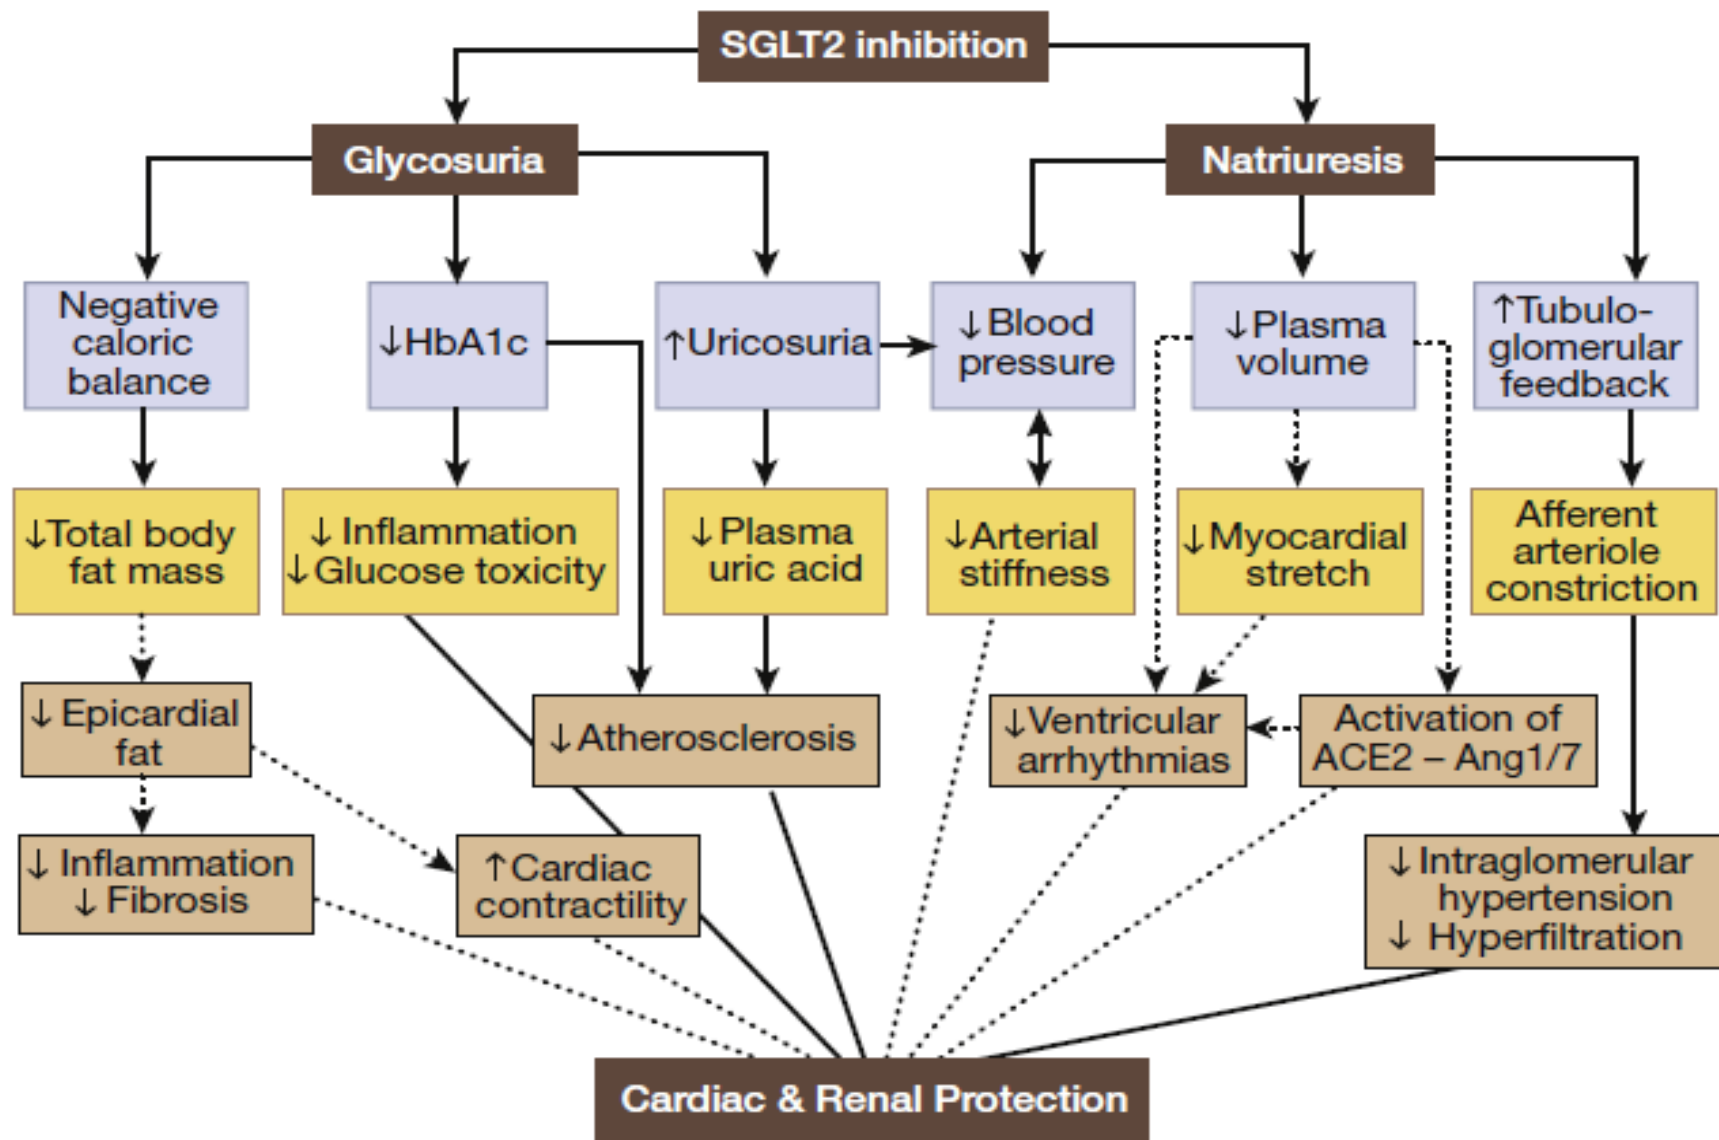 SGLT2 inhibition
Glycosuria
Natriuresis
Negative
caloric
balance
↓HbA1c
↑Uricosuria
↓Blood
pressure
↓Plasma
volume
↑Tubulo-
glomerular
feedback
↓Total body
fat mass
↓ Inflammation
↓Glucose toxicity
↓Plasma
uric acid
↓Arterial
stiffness
↓Myocardial
stretch
Afferent
arteriole
constriction
↓ Epicardial
fat
↓Atherosclerosis
↓Ventricular
arrhythmias
Activation of
ACE2 – Ang1/7
↓ Inflammation
↓ Fibrosis
↑Cardiac
contractility
↓ Intraglomerular
hypertension
↓ Hyperfiltration
Cardiac & Renal Protection